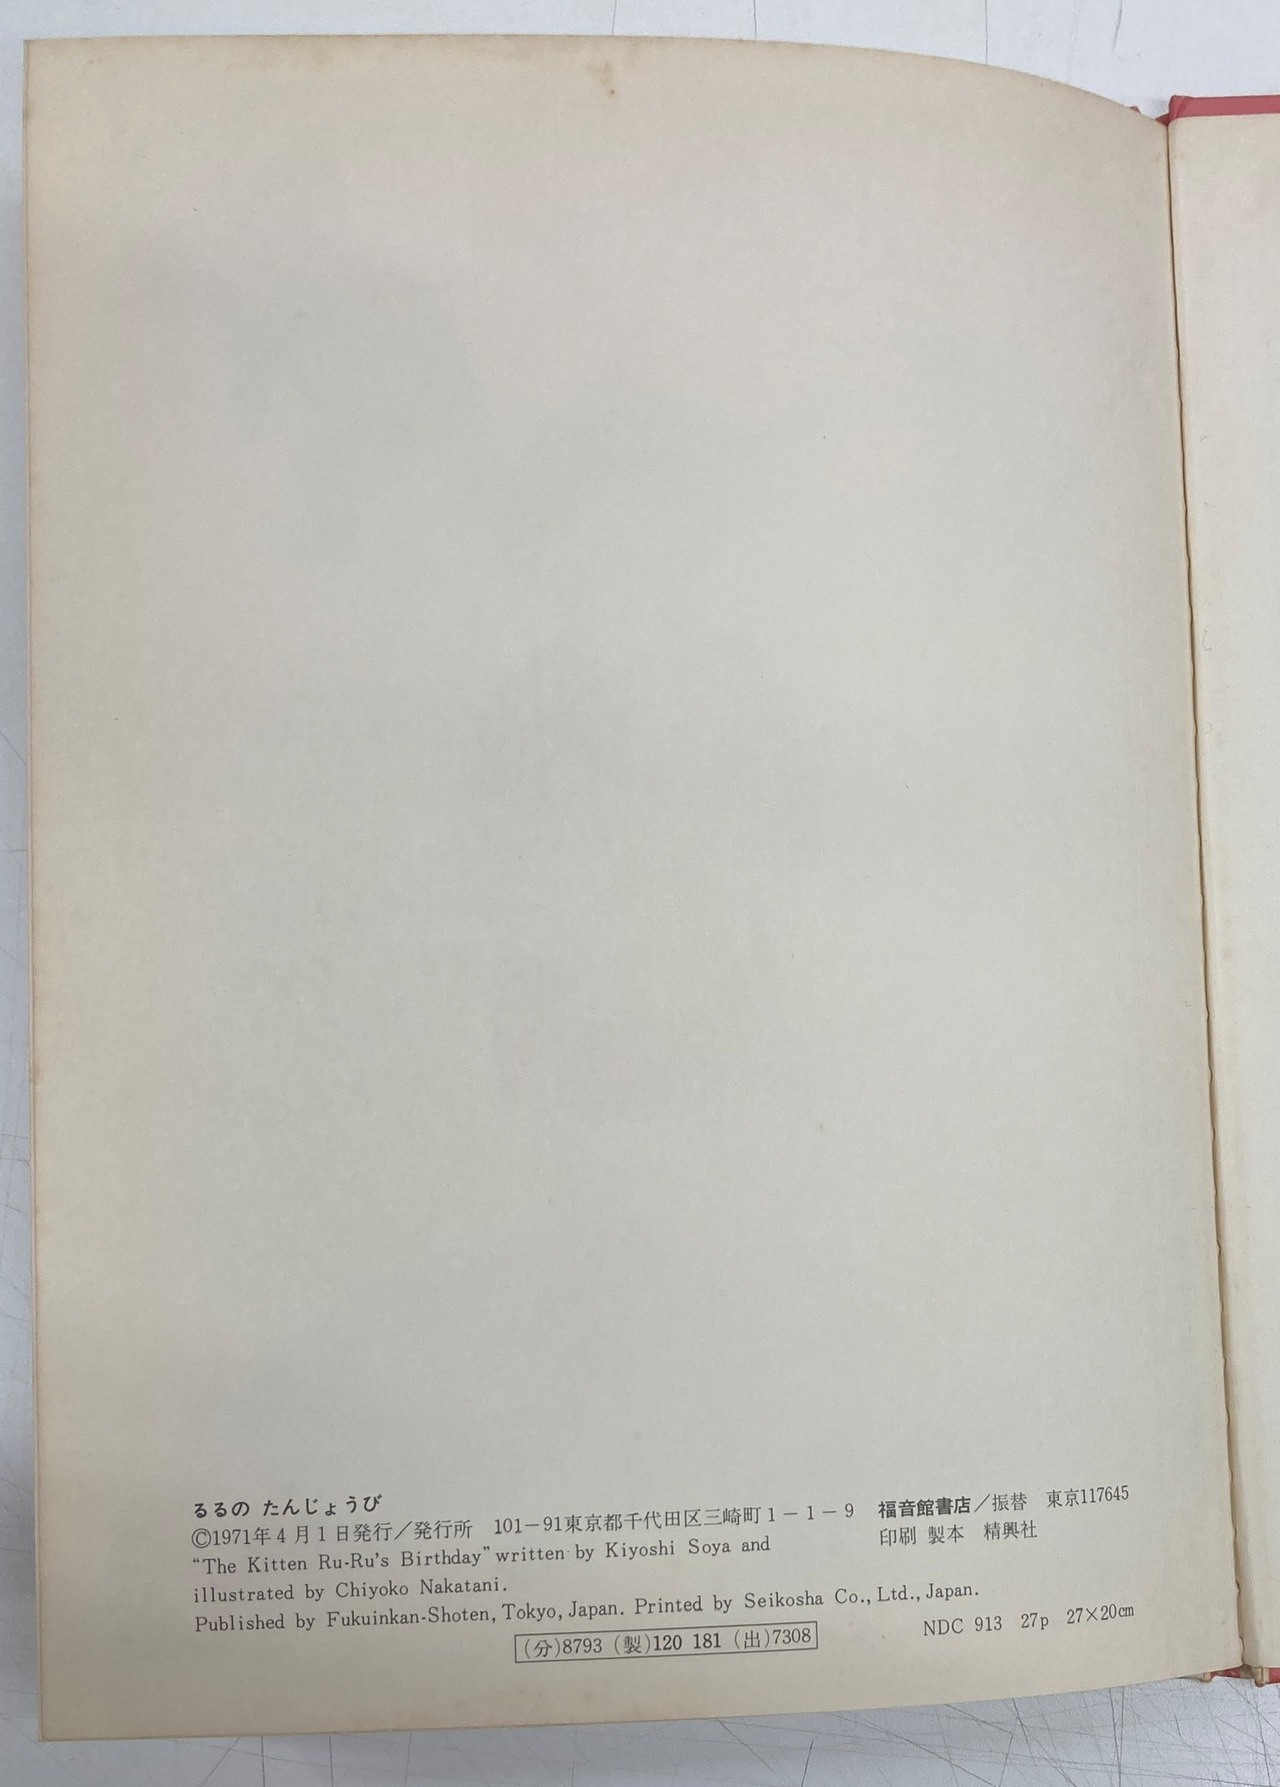 るるの たんじょうび
©1971年4月1日発行／発行所　101－91東京都千代田区三崎町1－1－9　福音館書店／振替　東京117645
印刷 製本　精興社
“The Kitten Ru-Ru's Birthday” written by Kiyoshi Soya and
illustrated by Chiyoko Nakatani.
Published by Fukuinkan-Shoten, Tokyo, Japan. Printed by Seikosha Co., Ltd., Japan.
NDC 913　27p　27×20cm
(分)8793 (製)120 181 (出)7308